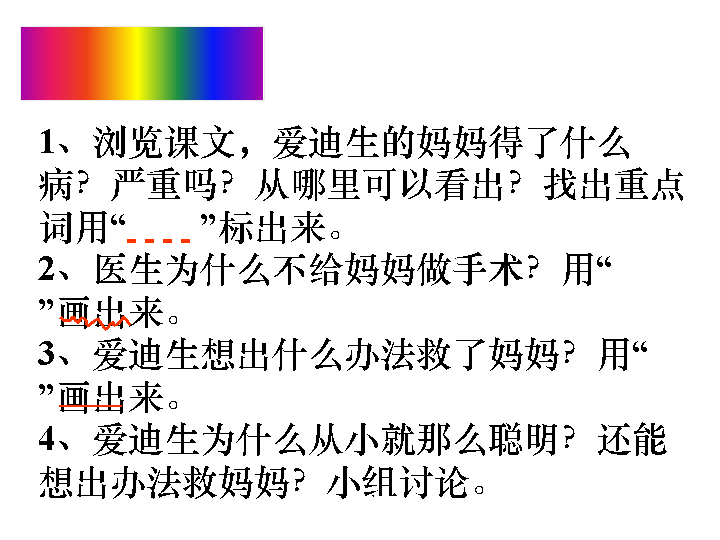 1、浏览课文，爱迪生的妈妈得了什么
病？严重吗？从哪里可以看出？找出重点
词用“ ”标出来。
2、医生为什么不给妈妈做手术？用“
”画出来。
3、爱迪生想出什么办法救了妈妈？用“
”画出来。
4、爱迪生为什么从小就那么聪明？还能
想出办法救妈妈？小组讨论。